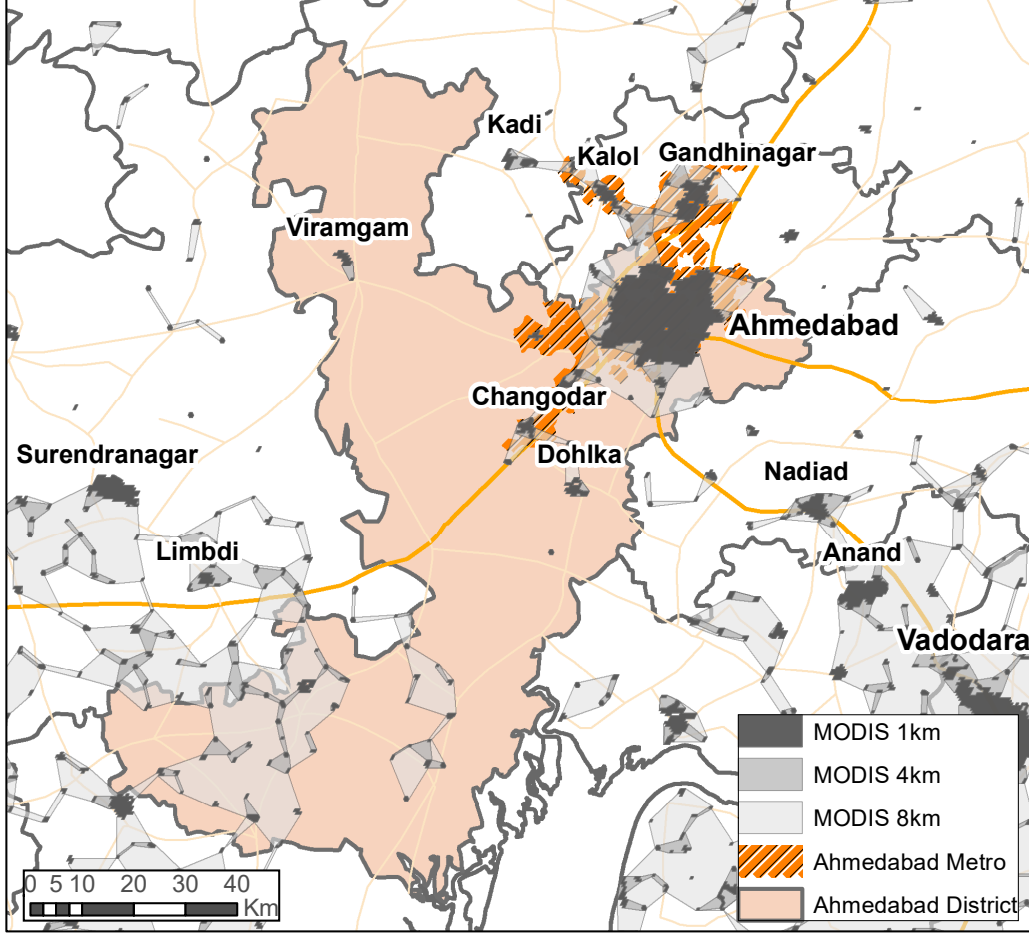 Kadi
Kalol
Gandhinagar
Viramgam
Ahmedabad
Changodar
Dohlka
Surendranagar
Nadiad
Limbdi
Anand
Vadodara
MODIS 1km
MODIS 4km
MODIS 8km
Ahmedabad Metro
Ahmedabad District
0 5 10 20 30 40
Km